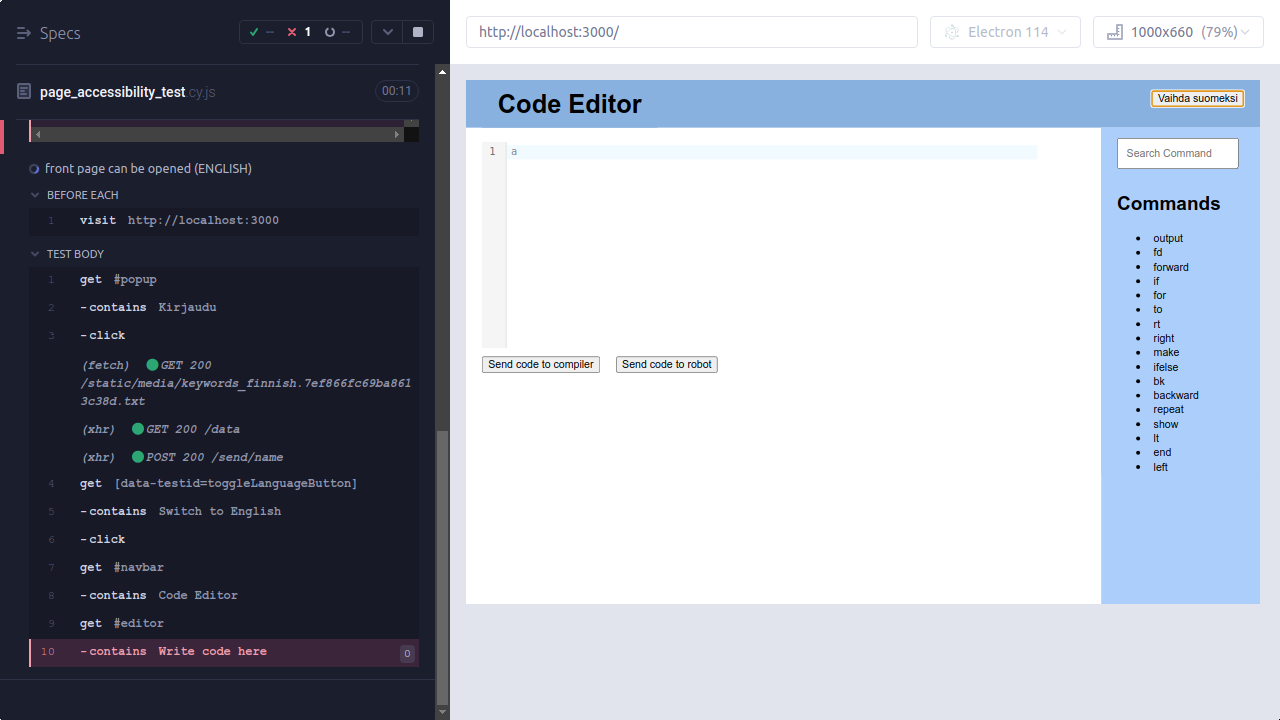 Specs
-- 1 --
page_accessibility_test.cy.js 00:11
front page can be opened (ENGLISH)
BEFORE EACH
1 visit http://localhost:3000
TEST BODY
1 get #popup
2 -contains Kirjaudu
3 -click
(fetch) GET 200
/static/media/keywords_finnish.7ef866fc69ba861
3c38d.txt
(xhr) GET 200 /data
(xhr) POST 200 /send/name
4 get [data-testid=toggleLanguageButton]
5 -contains Switch to English
6 -click
7 get #navbar
8 -contains Code Editor
9 get #editor
10 -contains Write code here 0
http://localhost:3000/
Electron 114
1000x660 (79%)
Code Editor
Vaihda suomeksi
1 a
Send code to compiler Send code to robot
Search Command
Commands
output
fd
forward
if
for
to
rt
right
make
ifelse
bk
backward
repeat
show
lt
end
left